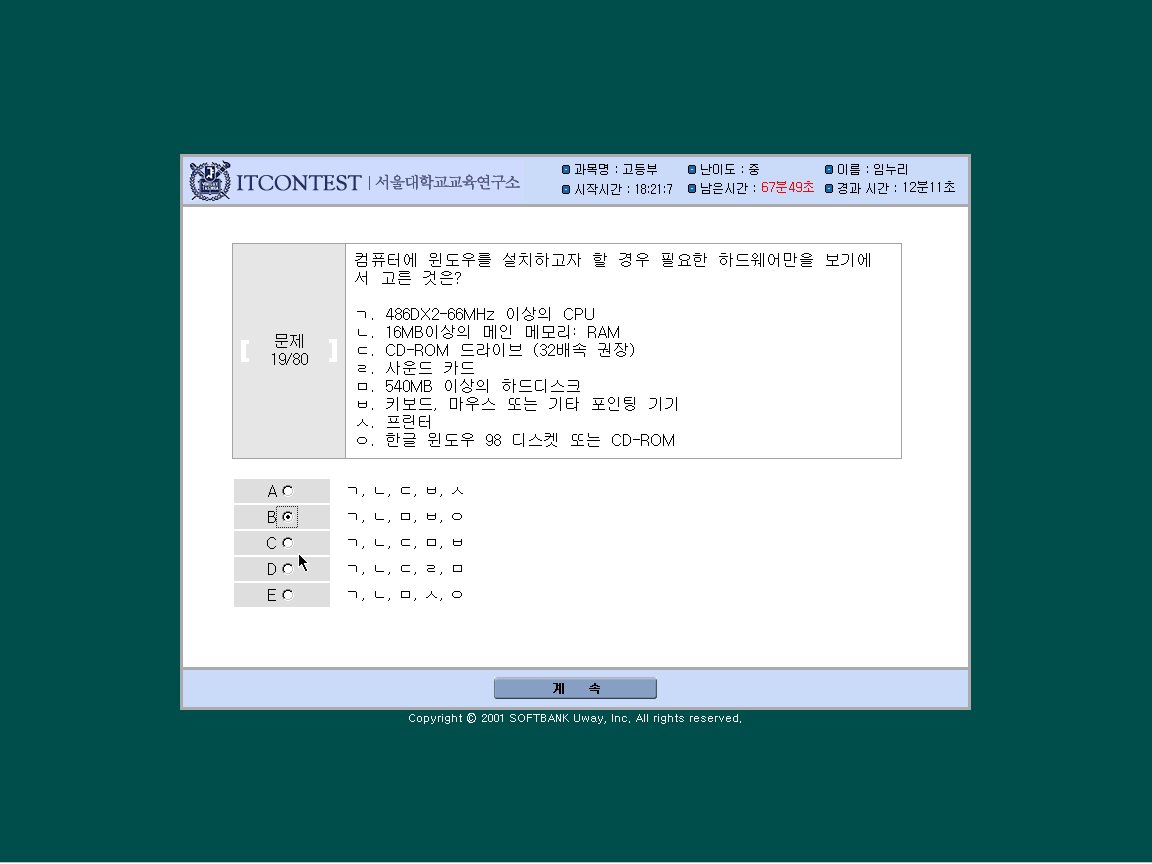 ITCONTEST | 서울대학교교육연구소
과목명 : 고등부 난이도 : 중 이름 : 임누리
시작시간 : 18:21:7 남은시간 : 67분49초 경과 시간 : 12분11초
문제
[ 19/80 ]
컴퓨터에 윈도우를 설치하고자 할 경우 필요한 하드웨어만을 보기에
서 고른 것은?
ㄱ. 486DX2-66MHz 이상의 CPU
ㄴ. 16MB이상의 메인 메모리: RAM
ㄷ. CD-ROM 드라이브 (32배속 권장)
ㄹ. 사운드 카드
ㅁ. 540MB 이상의 하드디스크
ㅂ. 키보드, 마우스 또는 기타 포인팅 기기
ㅅ. 프린터
ㅇ. 한글 윈도우 98 디스켓 또는 CD-ROM
A ㄱ, ㄴ, ㄷ, ㅂ, ㅅ
B ㄱ, ㄴ, ㅁ, ㅂ, ㅇ
C ㄱ, ㄴ, ㄷ, ㅁ, ㅂ
D ㄱ, ㄴ, ㄷ, ㄹ, ㅁ
E ㄱ, ㄴ, ㅁ, ㅅ, ㅇ
계 속
Copyright © 2001 SOFTBANK Uway, Inc. All rights reserved.